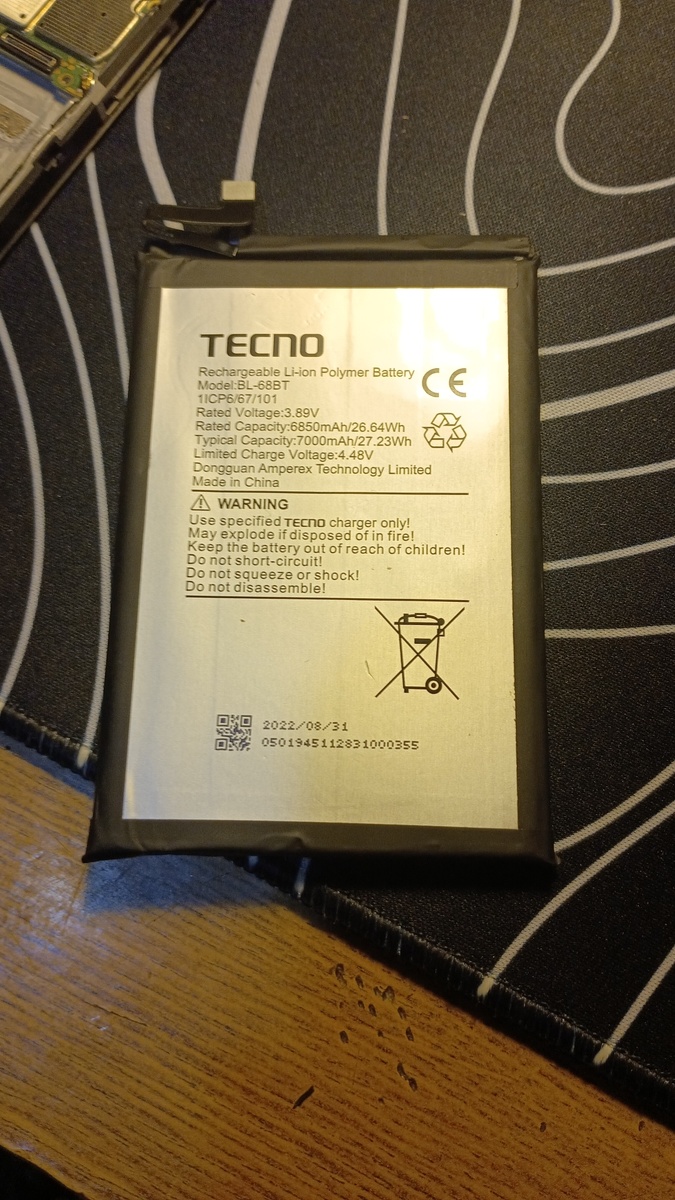 TECNO
Rechargeable Li-ion Polymer Battery
Model:BL-68BT
1ICP6/67/101
Rated Voltage:3.89V
Rated Capacity:6850mAh/26.64Wh
Typical Capacity:7000mAh/27.23Wh
Limited Charge Voltage:4.48V
Dongguan Amperex Technology Limited
Made in China
CE
WARNING
Use specified TECNO charger only!
May explode if disposed of in fire!
Keep the battery out of reach of children!
Do not short-circuit!
Do not squeeze or shock!
Do not disassemble!
2022/08/31
0501945112831000355